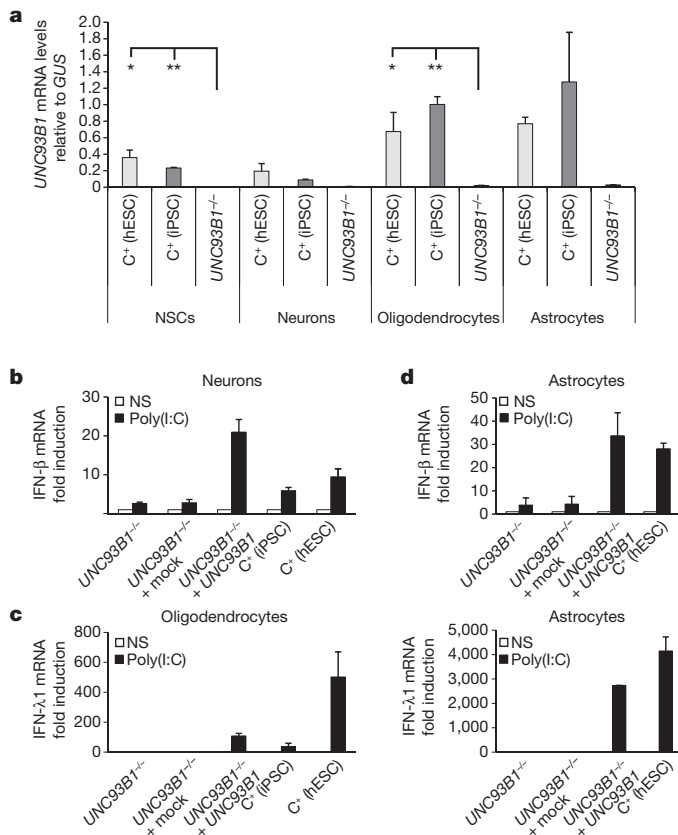 a
UNC93B1 mRNA levels
relative to GUS
2.0
1.8
1.6
1.4
1.2
1.0
0.8
0.6
0.4
0.2
0
* **
* **
C⁺ (hESC)
C⁺ (iPSC)
UNC93B1⁻/⁻
C⁺ (hESC)
C⁺ (iPSC)
UNC93B1⁻/⁻
C⁺ (hESC)
C⁺ (iPSC)
UNC93B1⁻/⁻
C⁺ (hESC)
C⁺ (iPSC)
UNC93B1⁻/⁻
NSCs Neurons Oligodendrocytes Astrocytes
b
Neurons
IFN-β mRNA
fold induction
30
20
10
NS
Poly(I:C)
UNC93B1⁻/⁻
UNC93B1⁻/⁻
+ mock
UNC93B1⁻/⁻
+ UNC93B1
C⁺ (iPSC)
C⁺ (hESC)
d
Astrocytes
IFN-β mRNA
fold induction
50
40
30
20
10
0
NS
Poly(I:C)
UNC93B1⁻/⁻
UNC93B1⁻/⁻
+ mock
UNC93B1⁻/⁻
+ UNC93B1
C⁺ (hESC)
c
Oligodendrocytes
IFN-λ1 mRNA
fold induction
800
600
400
200
0
NS
Poly(I:C)
UNC93B1⁻/⁻
UNC93B1⁻/⁻
+ mock
UNC93B1⁻/⁻
+ UNC93B1
C⁺ (iPSC)
C⁺ (hESC)
Astrocytes
IFN-λ1 mRNA
fold induction
5,000
4,000
3,000
2,000
1,000
0
NS
Poly(I:C)
UNC93B1⁻/⁻
UNC93B1⁻/⁻
+ mock
UNC93B1⁻/⁻
+ UNC93B1
C⁺ (hESC)